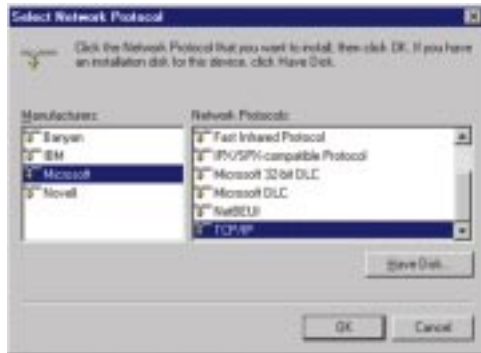 Select Network Protocol
Click the Network Protocol that you want to install, then click OK. If you have
an installation disk for this device, click Have Disk.
Manufacturers:
Banyan
IBM
Microsoft
Novell
Network Protocols:
Fast Infrared Protocol
IPX/SPX-compatible Protocol
Microsoft 32-bit DLC
Microsoft DLC
NetBEUI
TCP/IP
Have Disk...
OK
Cancel